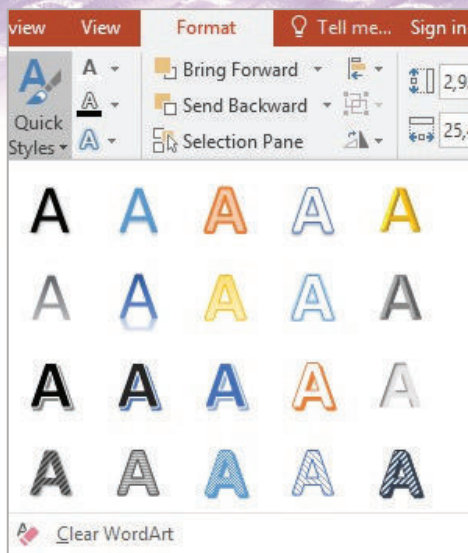 view View Format Tell me... Sign in
A Bring Forward 2,9
A Send Backward
Quick
Styles A Selection Pane 25,
A A A A A
A A A A A
A A A A A
A A A A A
Clear WordArt